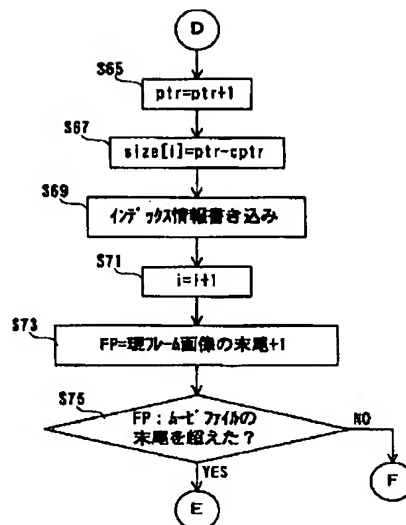 D
S65
ptr=ptr+1
S67
size[i]=ptr-cptr
S69
インデックス情報書き込み
S71
i=i+1
S73
FP=現フレーム画像の末尾+1
S75
FP:ムービファイルの
末尾を超えた?
NO
YES
F
E